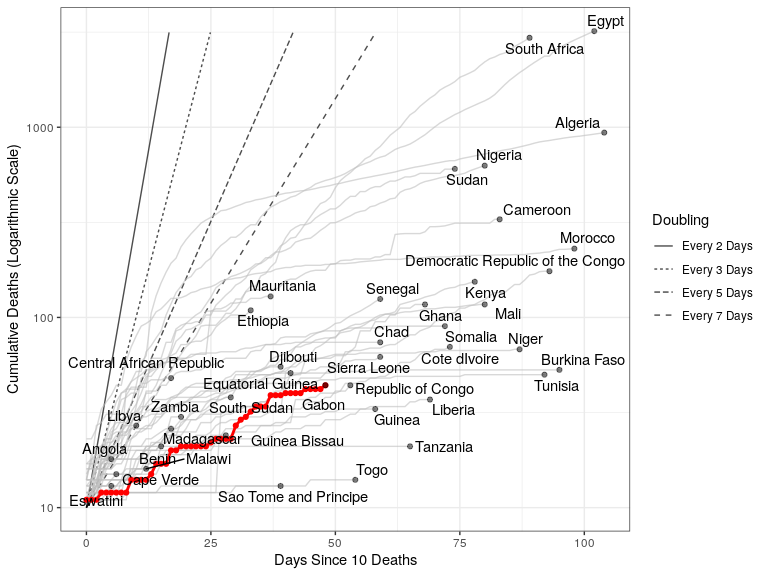 Egypt
South Africa
Algeria
Nigeria
Sudan
Cameroon
Morocco
Democratic Republic of the Congo
Mauritania
Senegal
Kenya
Ethiopia
Ghana
Mali
Chad
Somalia
Niger
Central African Republic
Djibouti
Sierra Leone
Cote dIvoire
Burkina Faso
Equatorial Guinea
Republic of Congo
Tunisia
Libya
Zambia
South Sudan
Gabon
Guinea
Liberia
Angola
Madagascar
Guinea Bissau
Tanzania
Benin
Malawi
Cape Verde
Togo
Eswatini
Sao Tome and Principe
1000
100
10
0
25
50
75
100
Days Since 10 Deaths
Cumulative Deaths (Logarithmic Scale)
Doubling
Every 2 Days
Every 3 Days
Every 5 Days
Every 7 Days